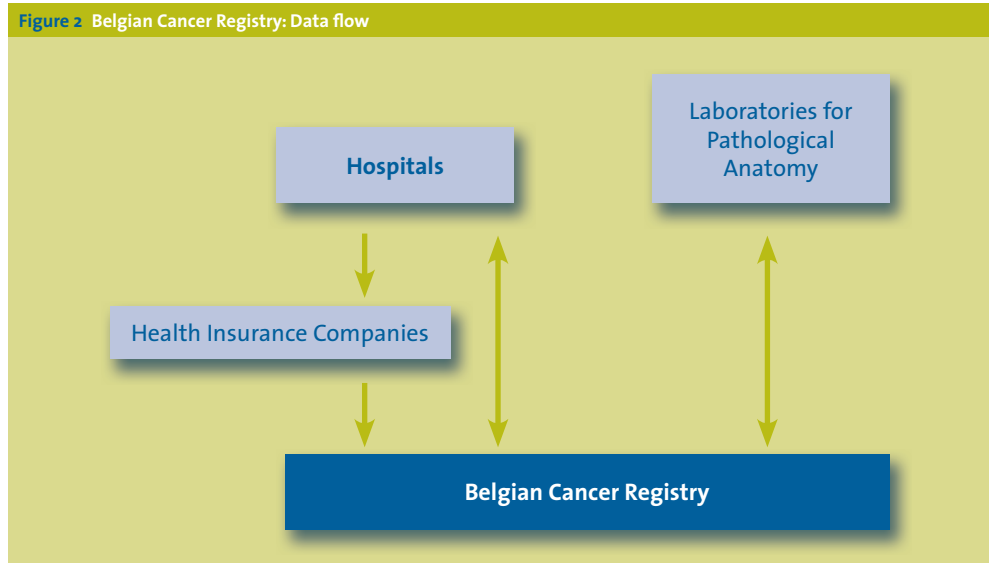 Figure 2 Belgian Cancer Registry: Data flow
Hospitals
Laboratories for
Pathological
Anatomy
Health Insurance Companies
Belgian Cancer Registry